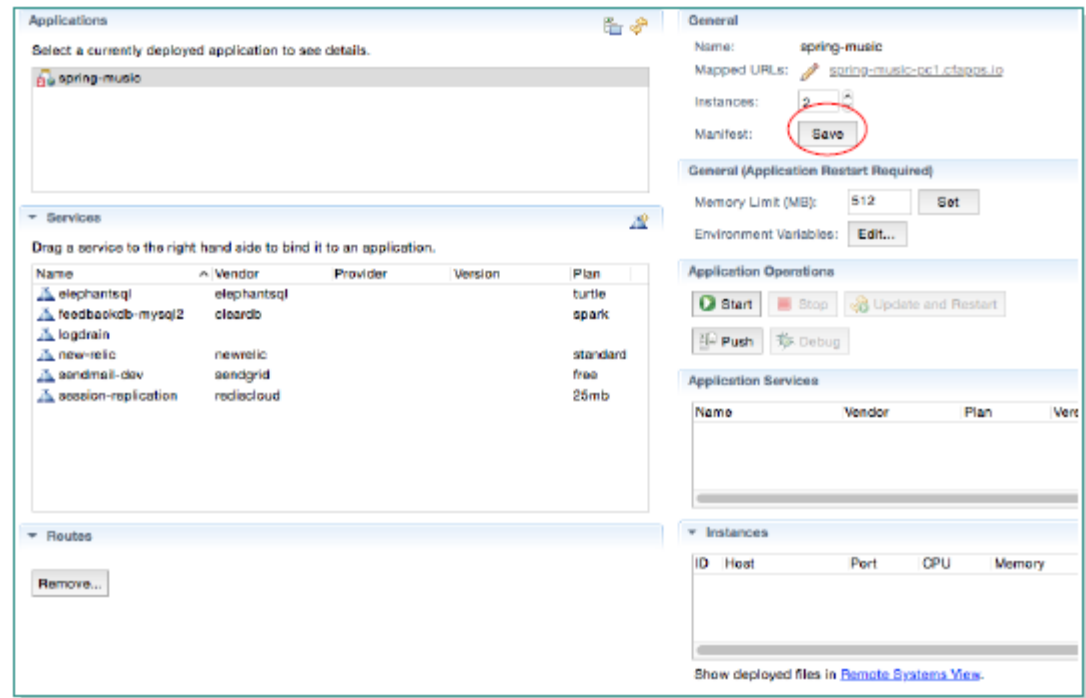 Applications
Select a currently deployed application to see details.
spring-music
Services
Drag a service to the right hand side to bind it to an application.
Name Vendor Provider Version Plan
elephantsql elephantsql turtle
feedbackdb-mysql2 cleardb spark
logdrain
new-relic newrelic standard
sendmail-dev sendgrid free
session-replication rediscloud 25mb
Routes
Remove...
General
Name: spring-music
Mapped URLs: spring-music-pc1.cfapps.io
Instances: 2
Manifest: Save
General (Application Restart Required)
Memory Limit (MB): 512 Set
Environment Variables: Edit...
Application Operations
Start Stop Update and Restart
Push Debug
Application Services
Name Vendor Plan Vers
Instances
ID Host Port CPU Memory
Show deployed files in Remote Systems View.